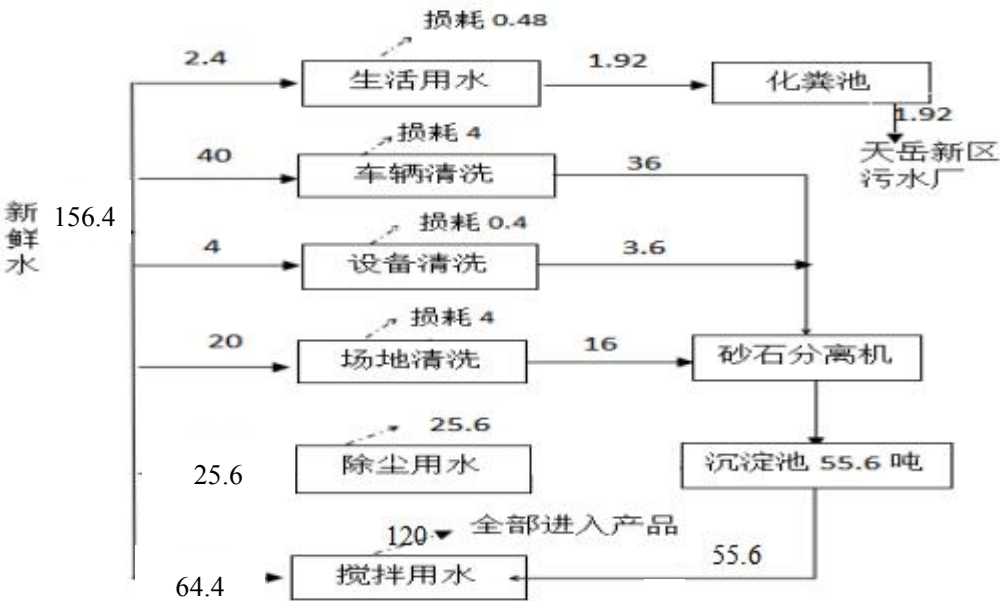 损耗 0.48
2.4
生活用水
1.92
化粪池
1.92
天岳新区
污水厂
损耗 4
40
车辆清洗
36
新鲜水
156.4
损耗 0.4
4
设备清洗
3.6
损耗 4
20
场地清洗
16
砂石分离机
25.6
25.6
除尘用水
沉淀池 55.6 吨
120
全部进入产品
64.4
搅拌用水
55.6